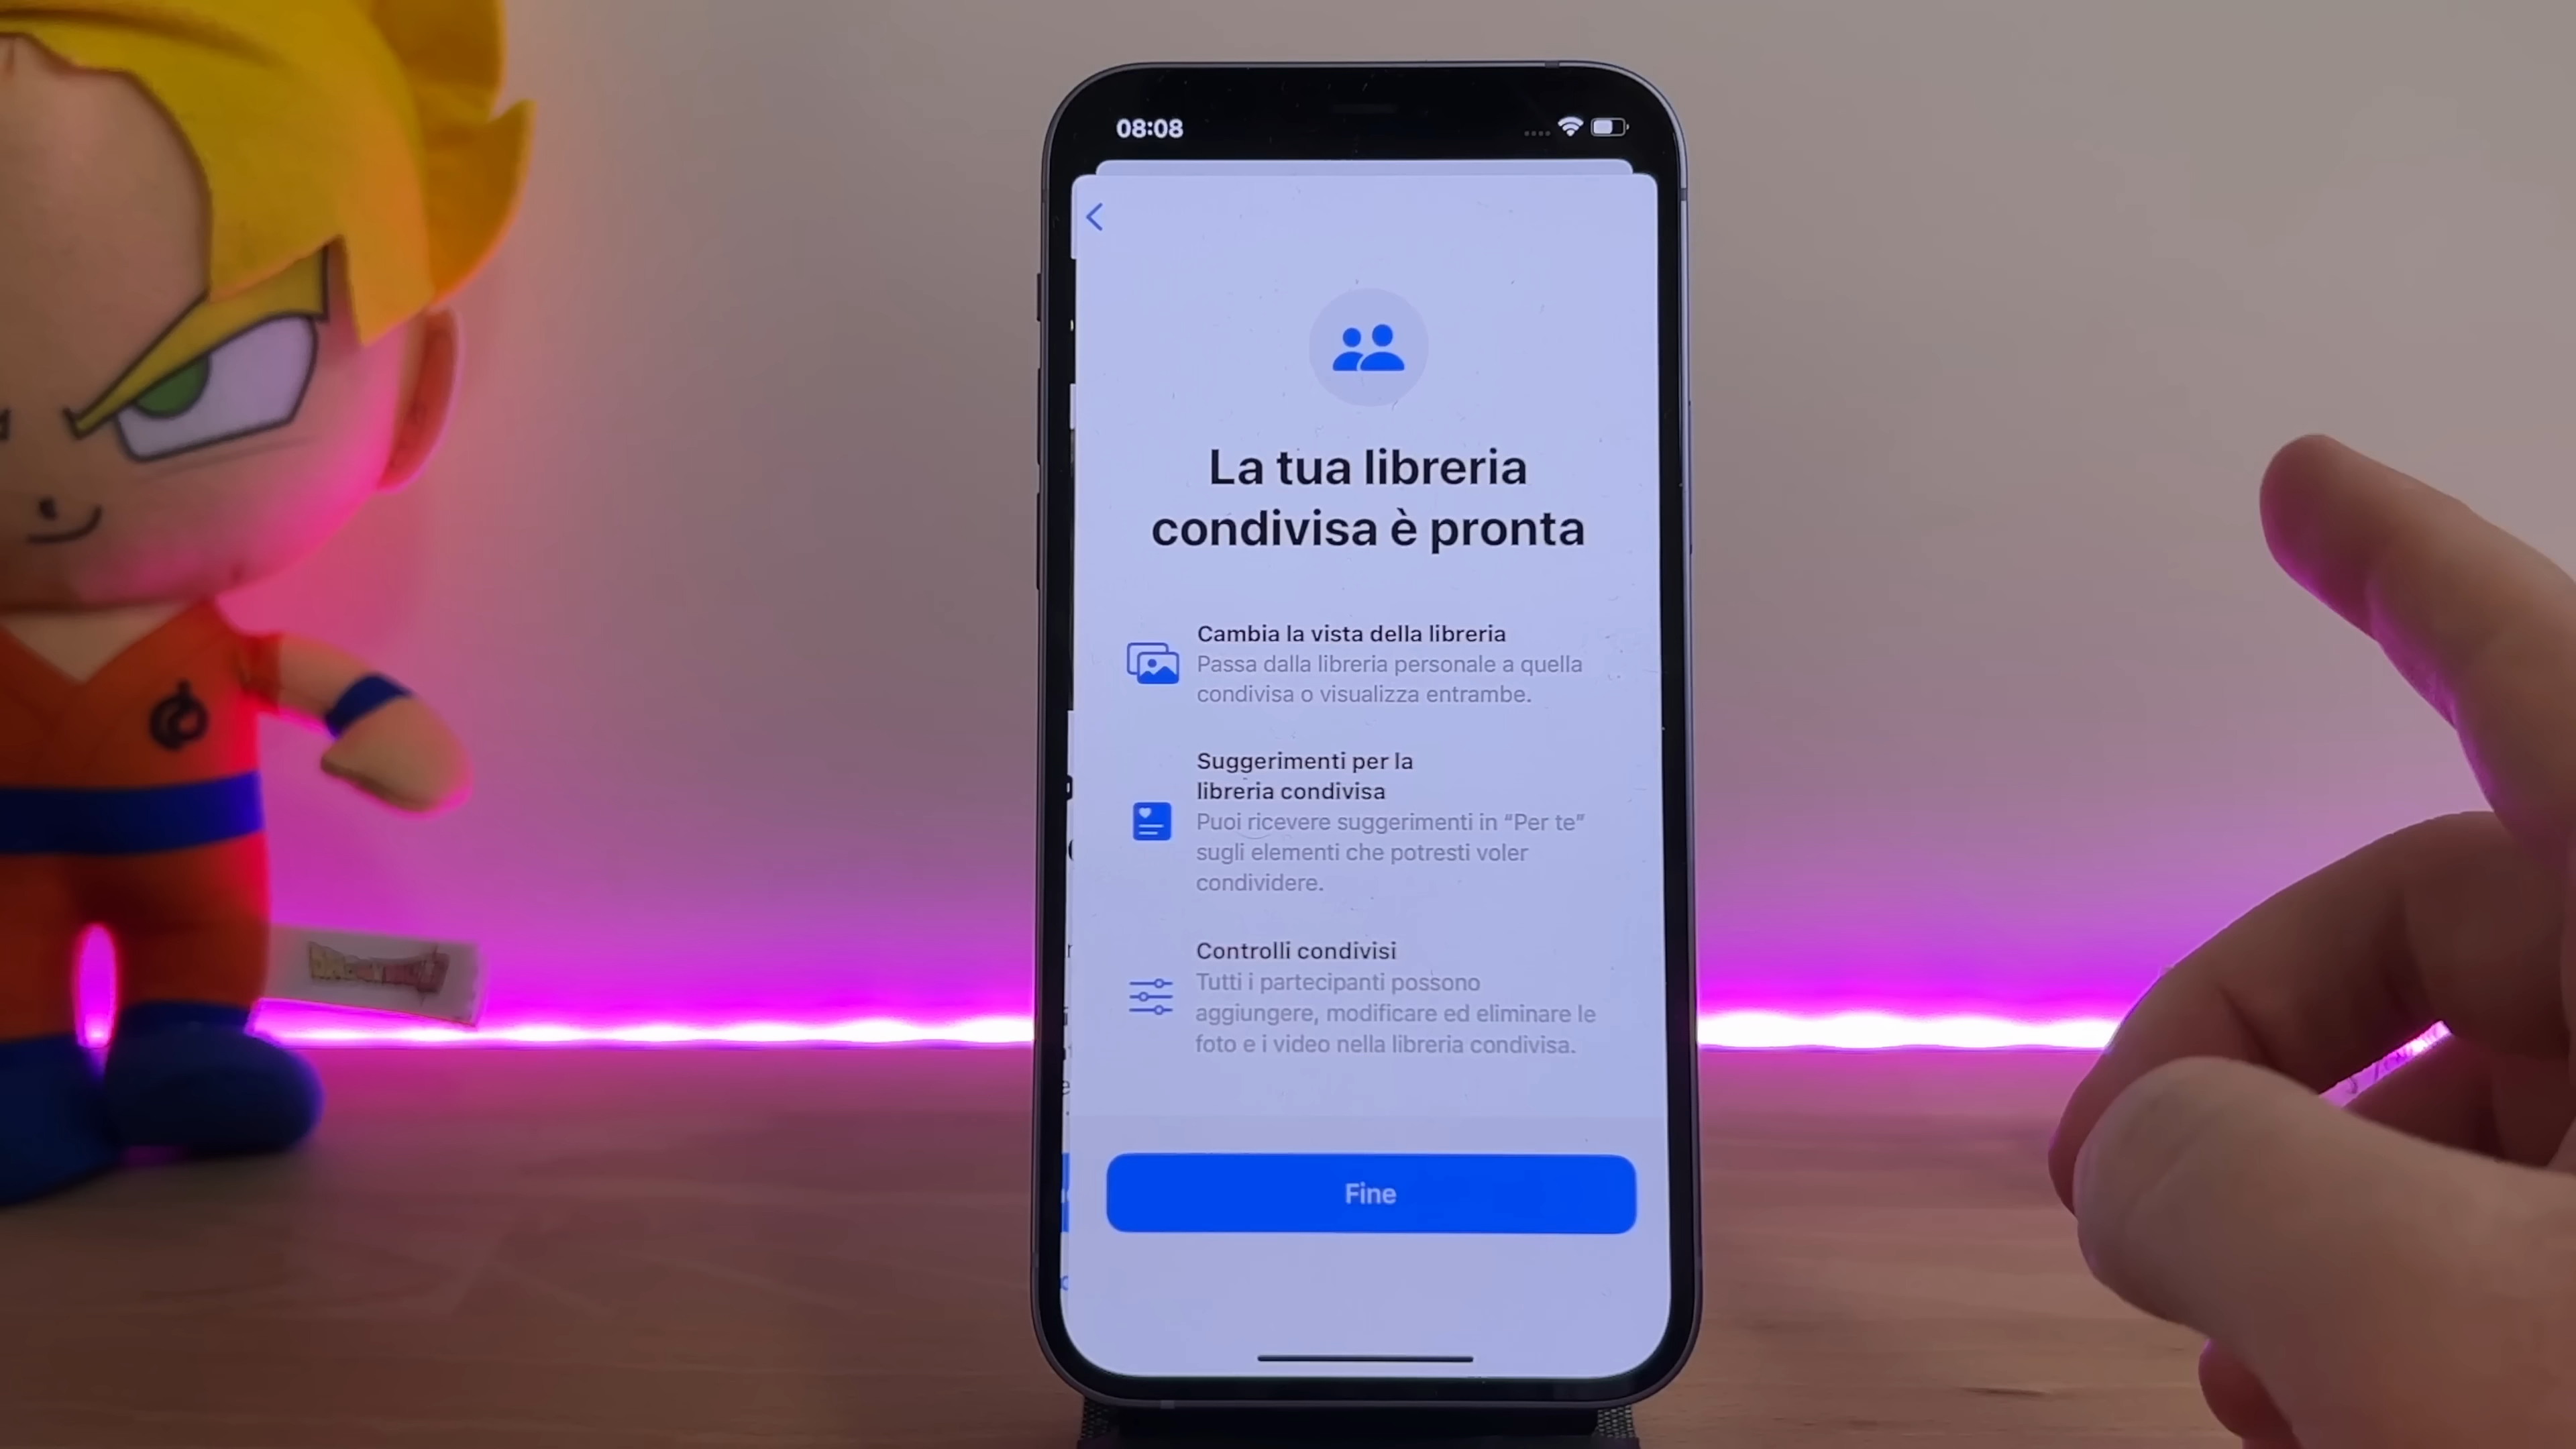 08:08
La tua libreria
condivisa è pronta
Cambia la vista della libreria
Passa dalla libreria personale a quella
condivisa o visualizza entrambe.
Suggerimenti per la
libreria condivisa
Puoi ricevere suggerimenti in “Per te”
sugli elementi che potresti voler
condividere.
Controlli condivisi
Tutti i partecipanti possono
aggiungere, modificare ed eliminare le
foto e i video nella libreria condivisa.
Fine